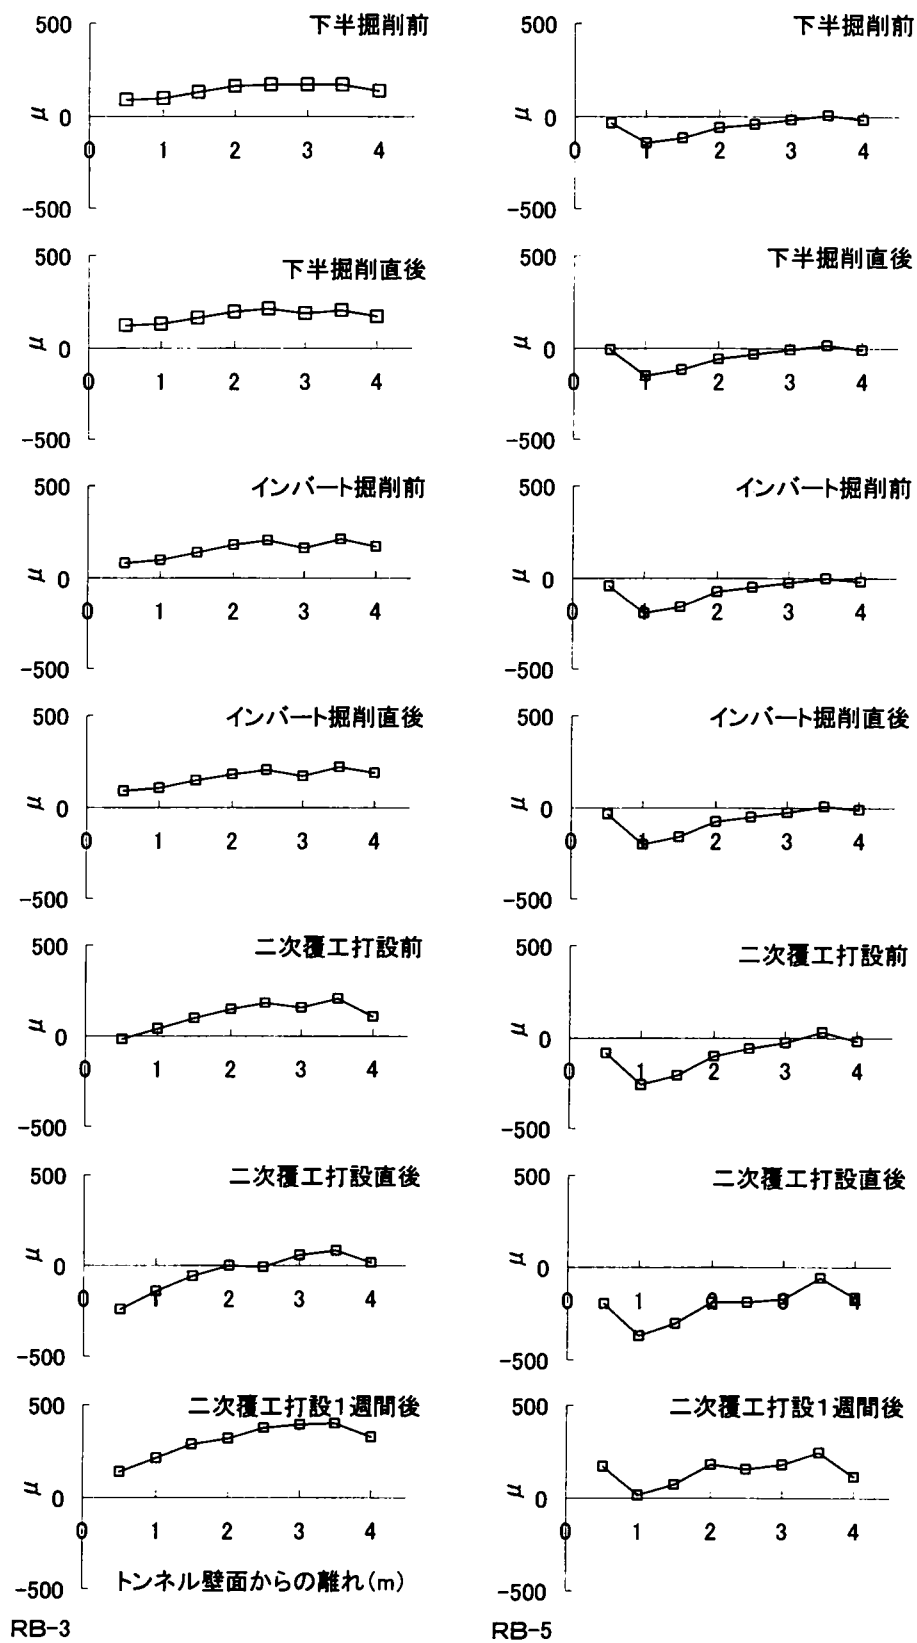 下半掘削前
500
μ
0
0 1 2 3 4
-500
下半掘削前
500
μ
0
0 1 2 3 4
-500
下半掘削直後
500
μ
0
0 1 2 3 4
-500
下半掘削直後
500
μ
0
0 1 2 3 4
-500
インバート掘削前
500
μ
0
0 1 2 3 4
-500
インバート掘削前
500
μ
0
0 1 2 3 4
-500
インバート掘削直後
500
μ
0
0 1 2 3 4
-500
インバート掘削直後
500
μ
0
0 1 2 3 4
-500
二次覆工打設前
500
μ
0
0 1 2 3 4
-500
二次覆工打設前
500
μ
0
0 1 2 3 4
-500
二次覆工打設直後
500
μ
0
0 1 2 3 4
-500
二次覆工打設直後
500
μ
0
0 1 2 3 4
-500
二次覆工打設1週間後
500
μ
0
0 1 2 3 4
-500
トンネル壁面からの離れ(m)
RB-3
二次覆工打設1週間後
500
μ
0
0 1 2 3 4
-500
RB-5